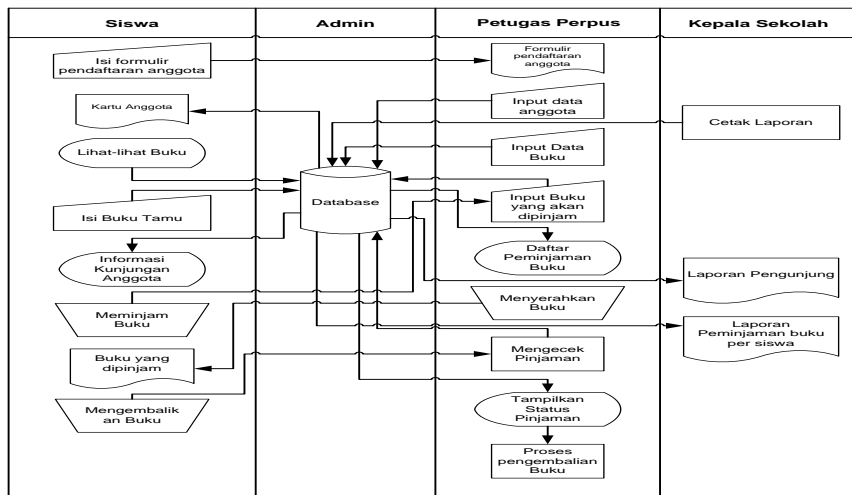 Siswa
Admin
Petugas Perpus
Kepala Sekolah
Isi formulir
pendaftaran anggota
Formulir
pendaftaran
anggota
Kartu Anggota
Input data
anggota
Cetak Laporan
Lihat-lihat Buku
Input Data
Buku
Database
Isi Buku Tamu
Input Buku
yang akan
dipinjam
Informasi
Kunjungan
Anggota
Daftar
Peminjaman
Buku
Laporan Pengunjung
Meminjam
Buku
Menyerahkan
Buku
Laporan
Peminjaman buku
per siswa
Buku yang
dipinjam
Mengecek
Pinjaman
Mengembalik
an Buku
Tampilkan
Status
Pinjaman
Proses
pengembalian
Buku